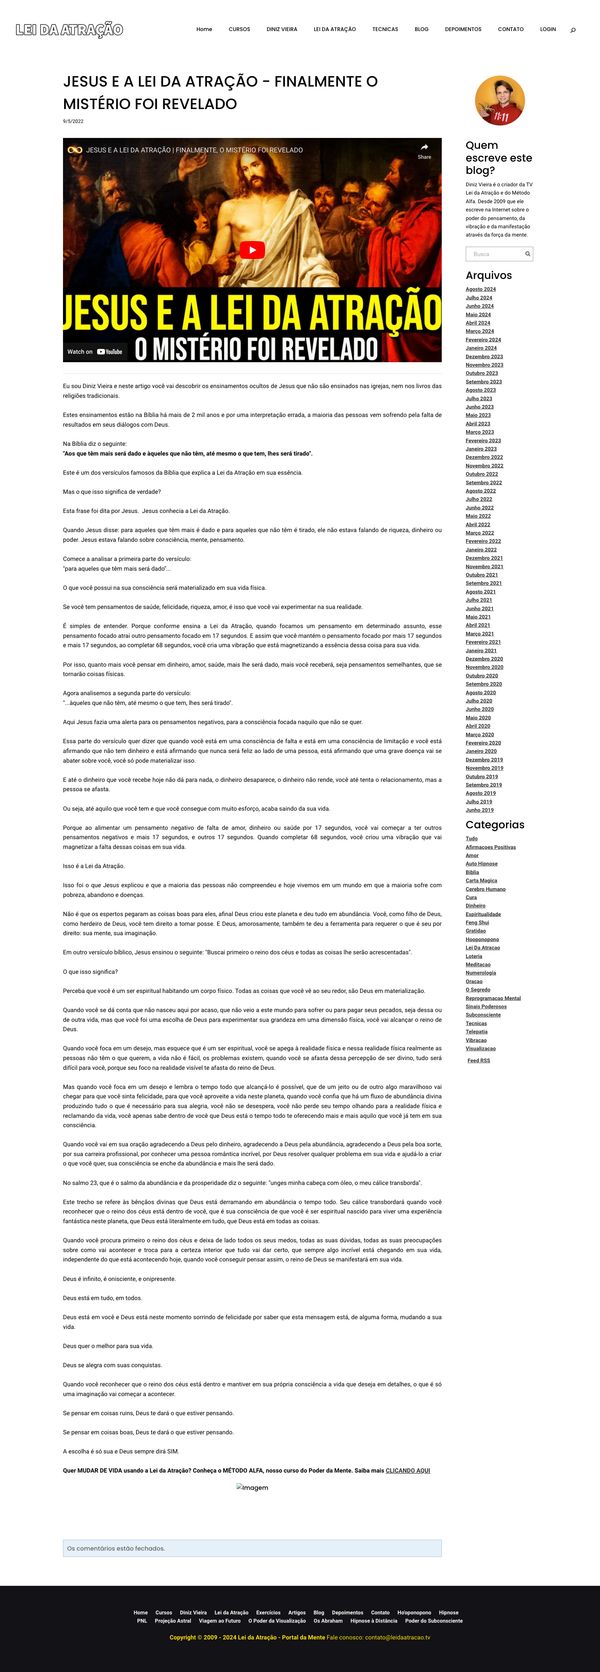 LEI DA ATRAÇÃO
Home CURSOS DINIZ VIEIRA LEI DA ATRAÇÃO TECNICAS BLOG DEPOIMENTOS CONTATO LOGIN
JESUS E A LEI DA ATRAÇÃO - FINALMENTE O
MISTÉRIO FOI REVELADO
9/5/2022
JESUS E A LEI DA ATRAÇÃO | FINALMENTE, O MISTÉRIO FOI REVELADO
Share
JESUS E A LEI DA ATRAÇÃO
O MISTÉRIO FOI REVELADO
Watch on YouTube
Eu sou Diniz Vieira e neste artigo você vai descobrir os ensinamentos ocultos de Jesus que não são ensinados nas igrejas, nem nos livros das
religiões tradicionais.
Estes ensinamentos estão na Bíblia há mais de 2 mil anos e por uma interpretação errada, a maioria das pessoas vem sofrendo pela falta de
resultados em seus diálogos com Deus.
Na Bíblia diz o seguinte:
"Aos que têm mais será dado e àqueles que não têm, até mesmo o que tem, lhes será tirado".
Este é um dos versículos famosos da Bíblia que explica a Lei da Atração em sua essência.
Mas o que isso significa de verdade?
Esta frase foi dita por Jesus. Jesus conhecia a Lei da Atração.
Quando Jesus disse: para aqueles que têm mais é dado e para aqueles que não têm é tirado, ele não estava falando de riqueza, dinheiro ou
poder. Jesus estava falando sobre consciência, mente, pensamento.
Comece a analisar a primeira parte do versículo:
"para aqueles que têm mais será dado"...
O que você possui na sua consciência será materializado em sua vida física.
Se você tem pensamentos de saúde, felicidade, riqueza, amor, é isso que você vai experimentar na sua realidade.
É simples de entender. Porque conforme ensina a Lei da Atração, quando focamos um pensamento em determinado assunto, esse
pensamento focado atrai outro pensamento focado em 17 segundos. E assim que você mantém o pensamento focado por mais 17 segundos
e mais 17 segundos, ao completar 68 segundos, você cria uma vibração que está magnetizando a essência dessa coisa para sua vida.
Por isso, quanto mais você pensar em dinheiro, amor, saúde, mais lhe será dado, mais você receberá, seja pensamentos semelhantes, que se
tornarão coisas físicas.
Agora analisemos a segunda parte do versículo:
"...àqueles que não têm, até mesmo o que tem, lhes será tirado".
Aqui Jesus fazia uma alerta para os pensamentos negativos, para a consciência focada naquilo que não se quer.
Essa parte do versículo quer dizer que quando você está em uma consciência de falta e está em uma consciência de limitação e você está
afirmando que não tem dinheiro e está afirmando que nunca será feliz ao lado de uma pessoa, está afirmando que uma grave doença vai se
abater sobre você, você só pode materializar isso.
E até o dinheiro que você recebe hoje não dá para nada, o dinheiro desaparece, o dinheiro não rende, você até tenta o relacionamento, mas a
pessoa se afasta.
Ou seja, até aquilo que você tem e que você consegue com muito esforço, acaba saindo da sua vida.
Porque ao alimentar um pensamento negativo de falta de amor, dinheiro ou saúde por 17 segundos, você vai começar a ter outros
pensamentos negativos e mais 17 segundos, e outros 17 segundos. Quando completar 68 segundos, você criou uma vibração que vai
magnetizar a falta dessas coisas em sua vida.
Isso é a Lei da Atração.
Isso foi o que Jesus explicou e que a maioria das pessoas não compreendeu e hoje vivemos em um mundo em que a maioria sofre com
pobreza, abandono e doenças.
Não é que os espertos pegaram as coisas boas para eles, afinal Deus criou este planeta e deu tudo em abundância. Você, como filho de Deus,
como herdeiro de Deus, você tem direito a tomar posse. E Deus, amorosamente, também te deu a ferramenta para requerer o que é seu por
direito: sua mente, sua imaginação.
Em outro versículo bíblico, Jesus ensinou o seguinte: "Buscai primeiro o reino dos céus e todas as coisas lhe serão acrescentadas".
O que isso significa?
Perceba que você é um ser espiritual habitando um corpo físico. Todas as coisas que você vê ao seu redor, são Deus em materialização.
Quando você se dá conta que não nasceu aqui por acaso, que não veio a este mundo para sofrer ou para pagar seus pecados, seja dessa ou
de outra vida, mas que você foi uma escolha de Deus para experimentar sua grandeza em uma dimensão física, você vai alcançar o reino de
Deus.
Quando você foca em um desejo, mas esquece que é um ser espiritual, você se apega à realidade física e nessa realidade física realmente as
pessoas não têm o que querem, a vida não é fácil, os problemas existem, quando você se afasta dessa percepção de ser divino, tudo será
difícil para você, porque seu foco na realidade visível te afasta do reino de Deus.
Mas quando você foca em um desejo e lembra o tempo todo que alcançá-lo é possível, que de um jeito ou de outro algo maravilhoso vai
chegar para que você sinta felicidade, para que você aproveite a vida neste planeta, quando você confia que há um fluxo de abundância divina
produzindo tudo o que é necessário para sua alegria, você não se desespera, você não perde seu tempo olhando para a realidade física e
reclamando da vida, você apenas sabe dentro de você que Deus está o tempo todo te oferecendo mais e mais aquilo que você já tem em sua
consciência.
Quando você vai em sua oração agradecendo a Deus pelo dinheiro, agradecendo a Deus pela abundância, agradecendo a Deus pela boa sorte,
por sua carreira profissional, por conhecer uma pessoa romântica incrível, por Deus resolver qualquer problema em sua vida e ajudá-lo a criar
o que você quer, sua consciência se enche da abundância e mais lhe será dado.
No salmo 23, que é o salmo da abundância e da prosperidade diz o seguinte: "unges minha cabeça com óleo, o meu cálice transborda".
Este trecho se refere às bênçãos divinas que Deus está derramando em abundância o tempo todo. Seu cálice transbordará quando você
reconhecer que o reino dos céus está dentro de você, que é sua consciência de que você é ser espiritual nascido para viver uma experiência
fantástica neste planeta, que Deus está literalmente em tudo, que Deus está em todas as coisas.
Quando você procura primeiro o reino dos céus e deixa de lado todos os seus medos, todas as suas dúvidas, todas as suas preocupações
sobre como vai acontecer e troca para a certeza interior que tudo vai dar certo, que sempre algo incrível está chegando em sua vida,
independente do que está acontecendo hoje, quando você conseguir pensar assim, o reino de Deus se manifestará em sua vida.
Deus é infinito, é onisciente, e onipresente.
Deus está em tudo, em todos.
Deus está em você e Deus está neste momento sorrindo de felicidade por saber que esta mensagem está, de alguma forma, mudando a sua
vida.
Deus quer o melhor para sua vida.
Deus se alegra com suas conquistas.
Quando você reconhecer que o reino dos céus está dentro e mantiver em sua própria consciência a vida que deseja em detalhes, o que é só
uma imaginação vai começar a acontecer.
Se pensar em coisas ruins, Deus te dará o que estiver pensando.
Se pensar em coisas boas, Deus te dará o que estiver pensando.
A escolha é só sua e Deus sempre dirá SIM.
Quer MUDAR DE VIDA usando a Lei da Atração? Conheça o MÉTODO ALFA, nosso curso do Poder da Mente. Saiba mais CLICANDO AQUI
Imagem
Os comentários estão fechados.
11:11
Quem
escreve este
blog?
Diniz Vieira é o criador da TV
Lei da Atração e do Método
Alfa. Desde 2009 que ele
escreve na Internet sobre o
poder do pensamento, da
vibração e da manifestação
através da força da mente.
Busca
Arquivos
Agosto 2024
Julho 2024
Junho 2024
Maio 2024
Abril 2024
Março 2024
Fevereiro 2024
Janeiro 2024
Dezembro 2023
Novembro 2023
Outubro 2023
Setembro 2023
Agosto 2023
Julho 2023
Junho 2023
Maio 2023
Abril 2023
Março 2023
Fevereiro 2023
Janeiro 2023
Dezembro 2022
Novembro 2022
Outubro 2022
Setembro 2022
Agosto 2022
Julho 2022
Junho 2022
Maio 2022
Abril 2022
Março 2022
Fevereiro 2022
Janeiro 2022
Dezembro 2021
Novembro 2021
Outubro 2021
Setembro 2021
Agosto 2021
Julho 2021
Junho 2021
Maio 2021
Abril 2021
Março 2021
Fevereiro 2021
Janeiro 2021
Dezembro 2020
Novembro 2020
Outubro 2020
Setembro 2020
Agosto 2020
Julho 2020
Junho 2020
Maio 2020
Abril 2020
Março 2020
Fevereiro 2020
Janeiro 2020
Dezembro 2019
Novembro 2019
Outubro 2019
Setembro 2019
Agosto 2019
Julho 2019
Junho 2019
Categorias
Tudo
Afirmacoes Positivas
Amor
Auto Hipnose
Biblia
Carta Magica
Cerebro Humano
Cura
Dinheiro
Espiritualidade
Feng Shui
Gratidao
Hooponopono
Lei Da Atracao
Loteria
Meditacao
Numerologia
Oracao
O Segredo
Reprogramacao Mental
Sinais Poderosos
Subconsciente
Tecnicas
Telepatia
Vibracao
Visualizacao
Feed RSS
Home Cursos Diniz Vieira Lei da Atração Exercícios Artigos Blog Depoimentos Contato Ho'oponopono Hipnose
PNL Projeção Astral Viagem ao Futuro O Poder da Visualização Os Abraham Hipnose à Distância Poder do Subconsciente
Copyright © 2009 - 2024 Lei da Atração - Portal da Mente Fale conosco: contato@leidaatracao.tv